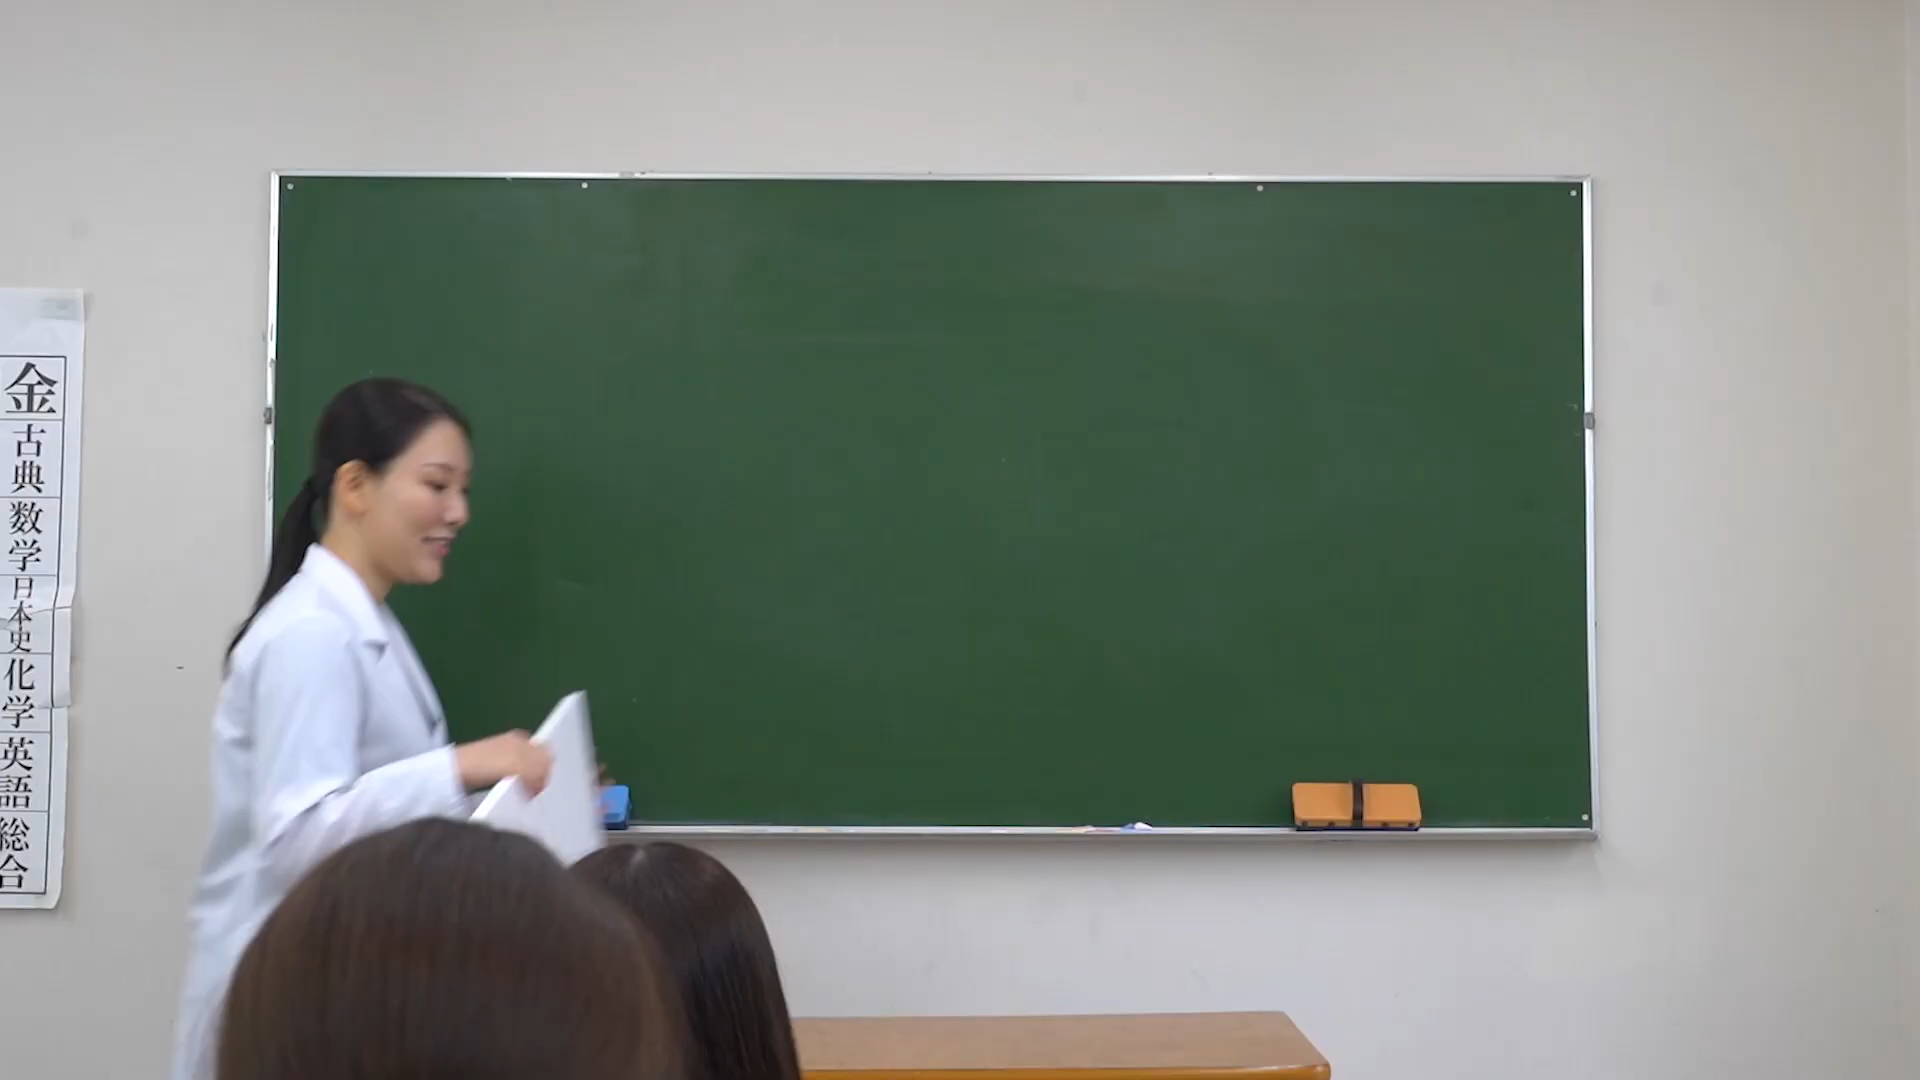 金
古典
数学
日本史
化学
英語
総合